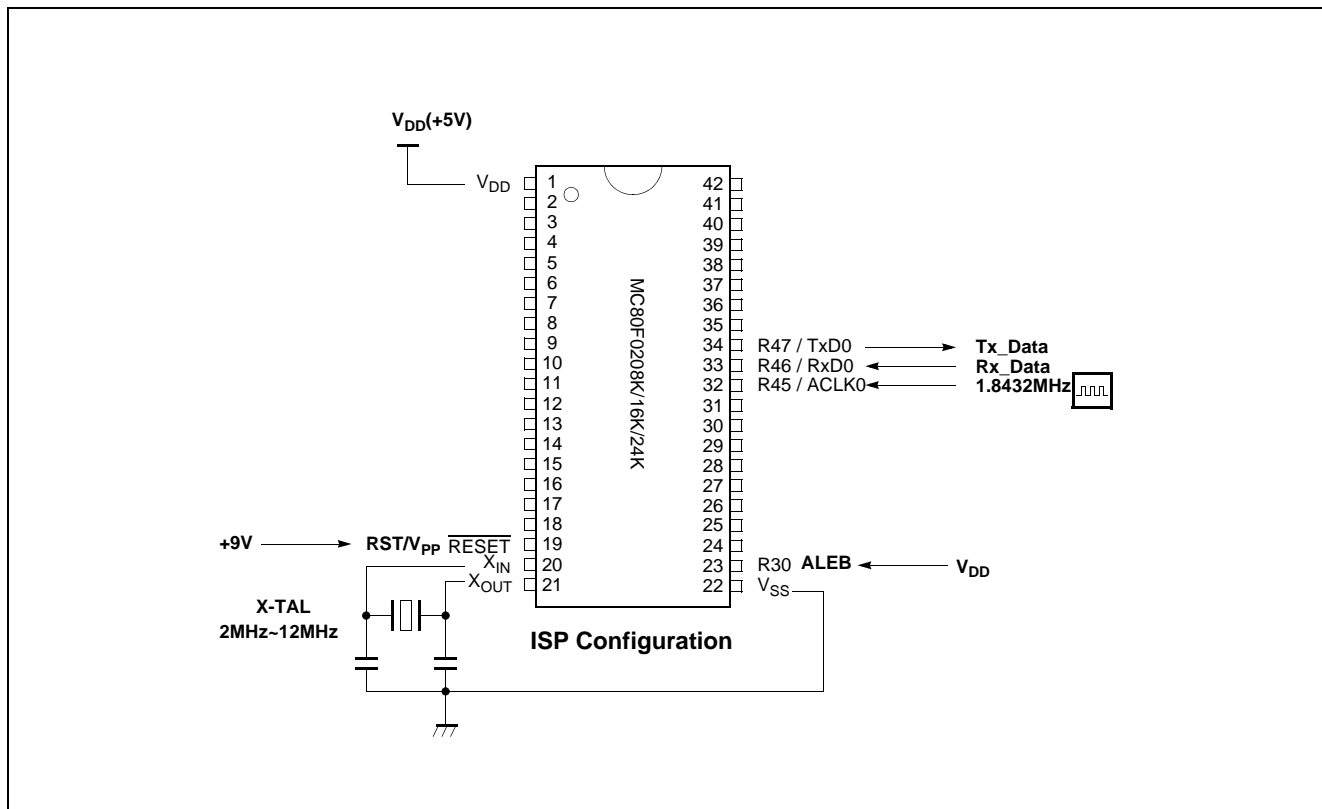 VDD(+5V)
VDD 1 42
2 41
3 40
4 39
5 38
6 37
7 36
8 35
9 34 R47 / TxD0 Tx_Data
10 33 R46 / RxD0 Rx_Data
11 32 R45 / ACLK0 1.8432MHz
12 31
13 30
14 29
15 28
16 27
17 26
18 25
+9V RST/VPP RESET 19 24
XIN 20 23 R30 ALEB VDD
XOUT 21 22 VSS
MC80F0208K/16K/24K
X-TAL
2MHz~12MHz
ISP Configuration